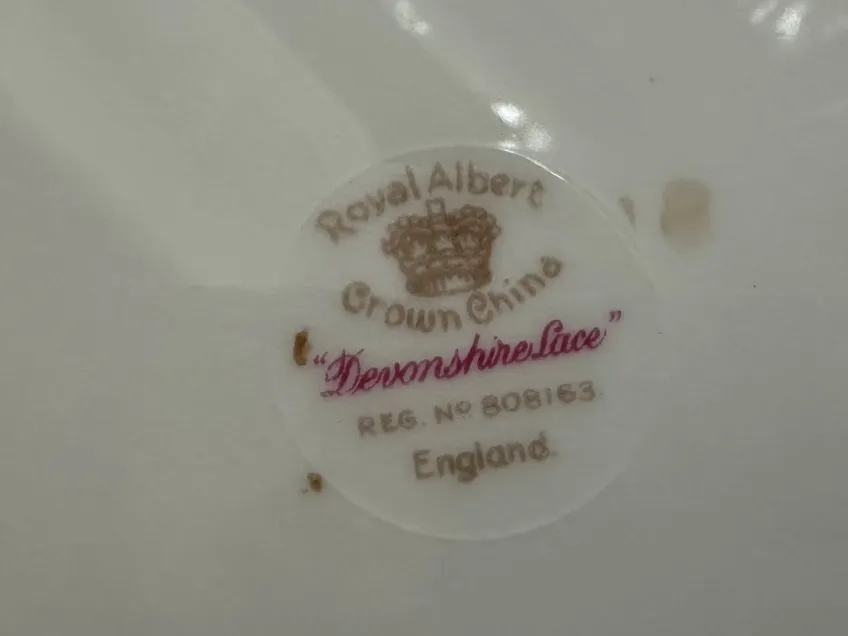 Royal Albert
Crown China
"Devonshire Lace"
REG. Nº 808163.
England.